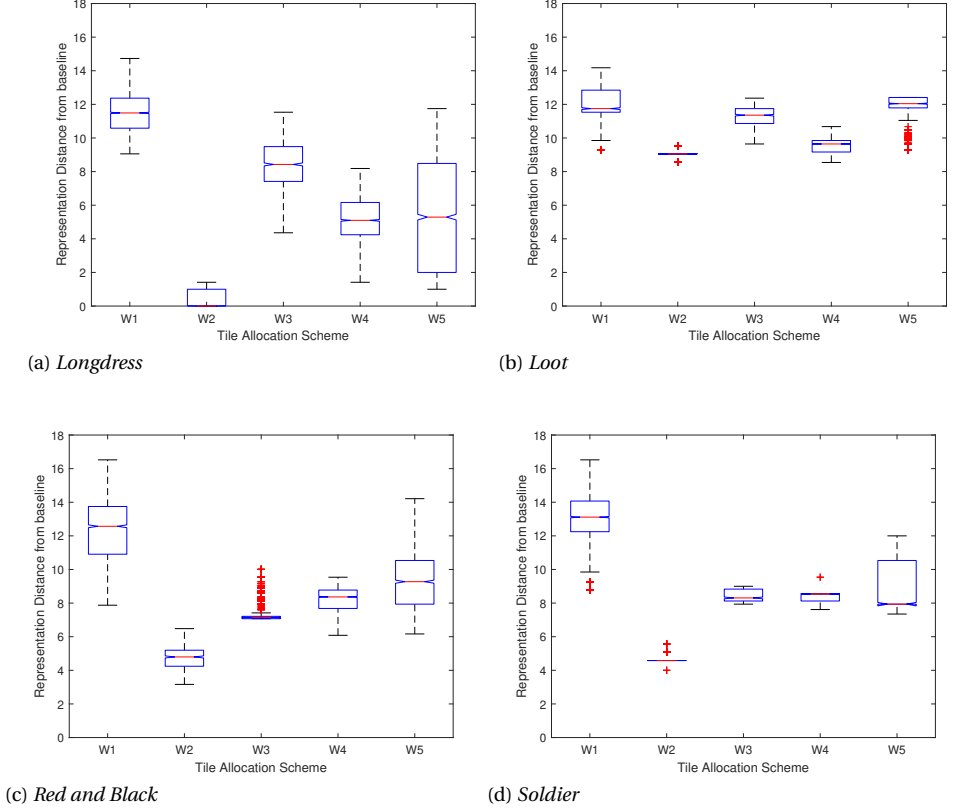 18
16
14
12
10
8
6
4
2
0
Representation Distance from baseline
W1 W2 W3 W4 W5
Tile Allocation Scheme
(a) Longdress
18
16
14
12
10
8
6
4
2
0
Representation Distance from baseline
W1 W2 W3 W4 W5
Tile Allocation Scheme
(b) Loot
18
16
14
12
10
8
6
4
2
0
Representation Distance from baseline
W1 W2 W3 W4 W5
Tile Allocation Scheme
(c) Red and Black
18
16
14
12
10
8
6
4
2
0
Representation Distance from baseline
W1 W2 W3 W4 W5
Tile Allocation Scheme
(d) Soldier